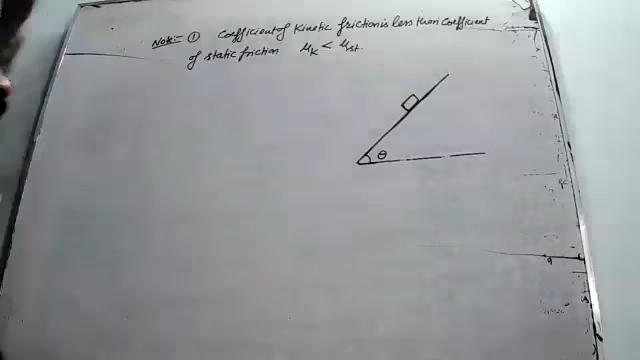 Note:- ① Coefficient of Kinetic friction is less than Coefficient
of static friction μk < μst.
θ